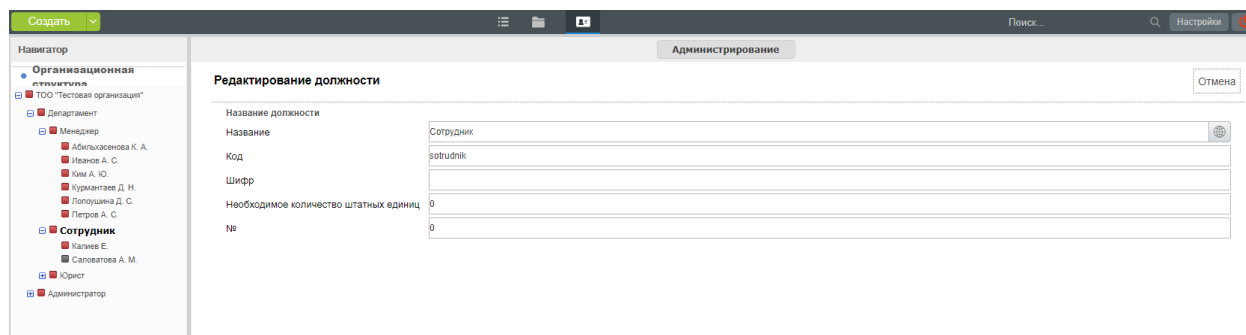 Создать
Поиск...
Настройки
Навигатор
Администрирование
Организационная
структура
ТОО "Тестовая организация"
Департамент
Менеджер
Абильхасенова К. А.
Иванов А. С.
Ким А. Ю.
Курмантаев Д. Н.
Лопоушина Д. С.
Петров А. С.
Сотрудник
Калиев Е.
Саловатова А. М.
Юрист
Администратор
Редактирование должности
Отмена
Название должности
Название
Сотрудник
Код
sotrudnik
Шифр
Необходимое количество штатных единиц
0
№
0